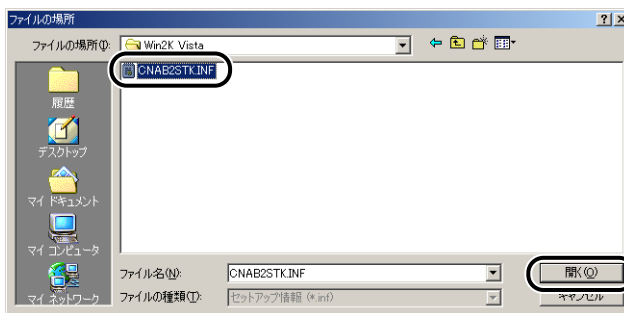 ファイルの場所
ファイルの場所(I):
Win2K_Vista
CNAB2STK.INF
履歴
デスクトップ
マイ ドキュメント
マイ コンピュータ
マイ ネットワーク
ファイル名(N):
CNAB2STK.INF
開く(O)
ファイルの種類(T):
セットアップ情報 (*.inf)
キャンセル